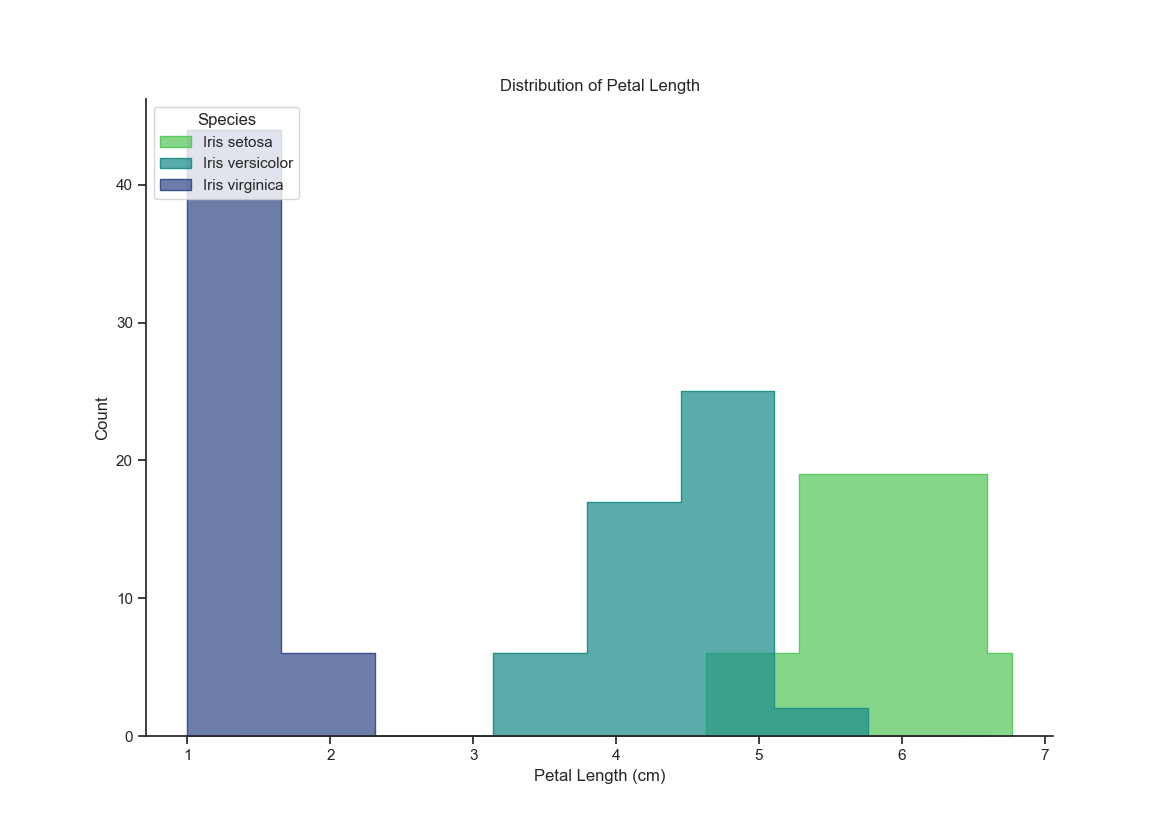 Distribution of Petal Length
Species
Iris setosa
Iris versicolor
Iris virginica
40
30
20
10
0
Count
1 2 3 4 5 6 7
Petal Length (cm)